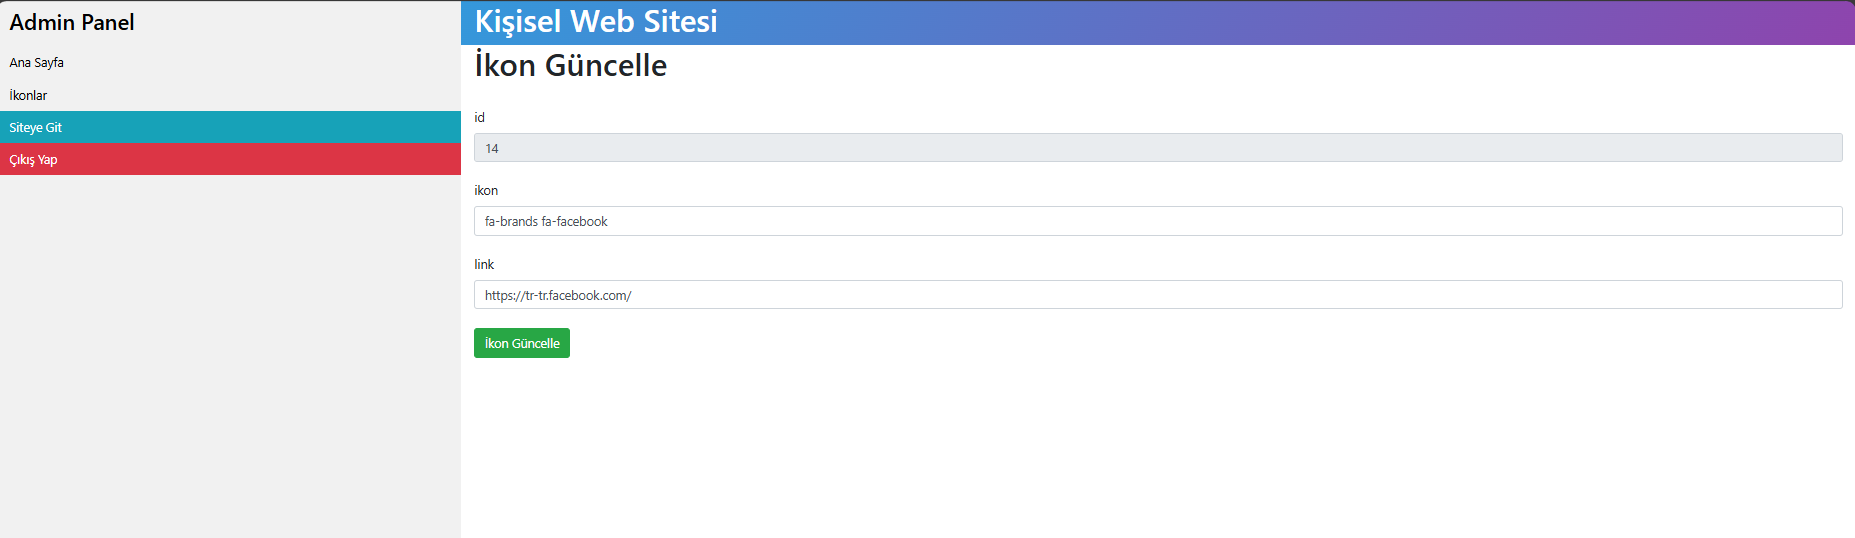 Admin Panel
Ana Sayfa
İkonlar
Siteye Git
Çıkış Yap
Kişisel Web Sitesi
İkon Güncelle
id
14
ikon
fa-brands fa-facebook
link
https://tr-tr.facebook.com/
İkon Güncelle